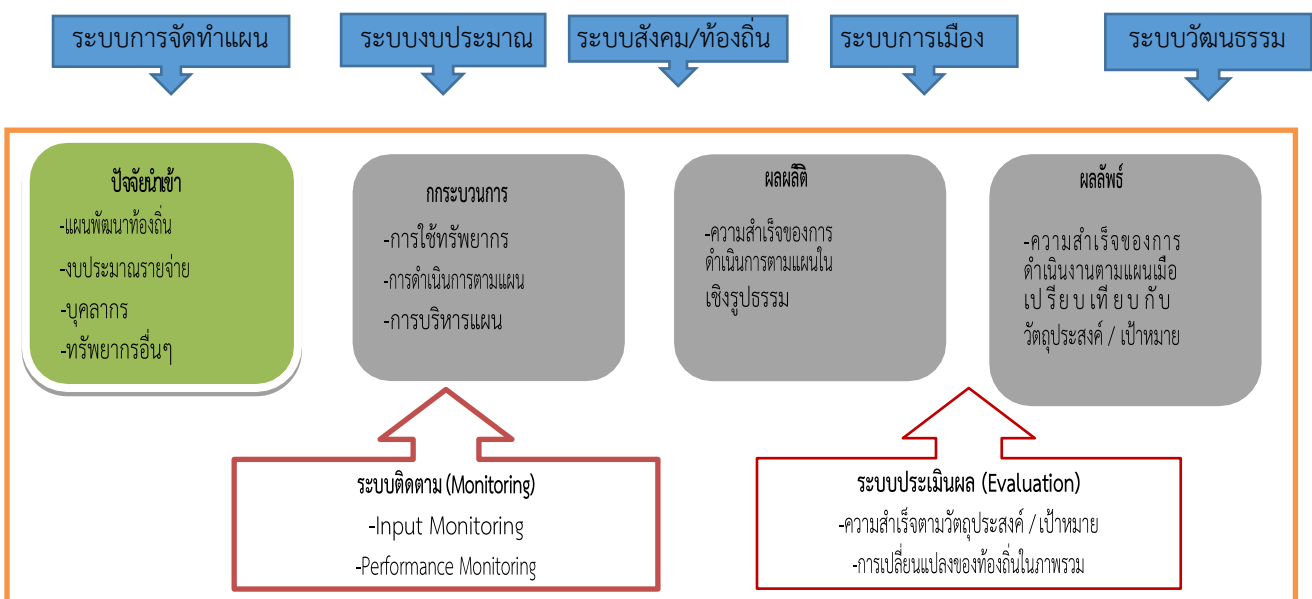 ระบบการจัดทำแผน
ระบบงบประมาณ
ระบบสังคม/ท้องถิ่น
ระบบการเมือง
ระบบวัฒนธรรม
ปัจจัยนำเข้า
-แผนพัฒนาท้องถิ่น
-งบประมาณรายจ่าย
-บุคลากร
-ทรัพยากรอื่นๆ
กกระบวนการ
-การใช้ทรัพยากร
-การดำเนินการตามแผน
-การบริหารแผน
ผลผลิติ
-ความสำเร็จของการ
ดำเนินการตามแผนใน
เชิงรูปธรรม
ผลลัพธ์
-ความสำเร็จของการ
ดำเนินงานตามแผนเมือ
เปรียบเทียบกับ
วัตถุประสงค์ / เป้าหมาย
ระบบติดตาม (Monitoring)
-Input Monitoring
-Performance Monitoring
ระบบประเมินผล (Evaluation)
-ความสำเร็จตามวัตถุประสงค์ / เป้าหมาย
-การเปลี่ยนแปลงของท้องถิ่นในภาพรวม